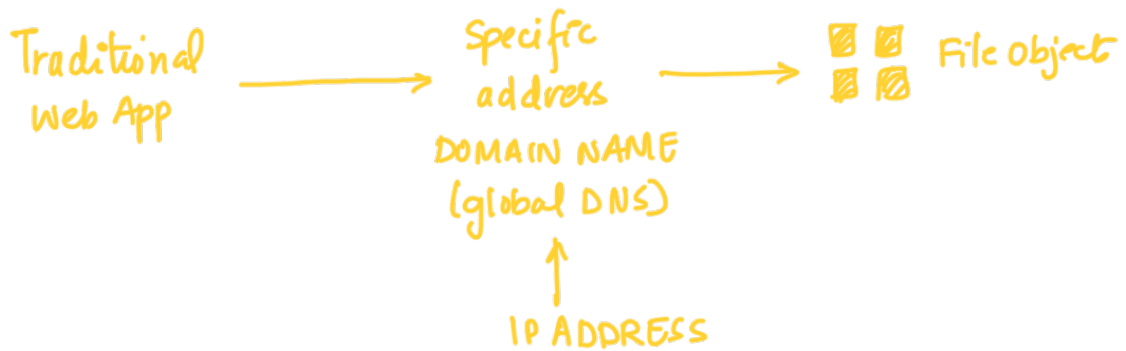 Traditional
Web App
Specific
address
DOMAIN NAME
(global DNS)
IP ADDRESS
File Object